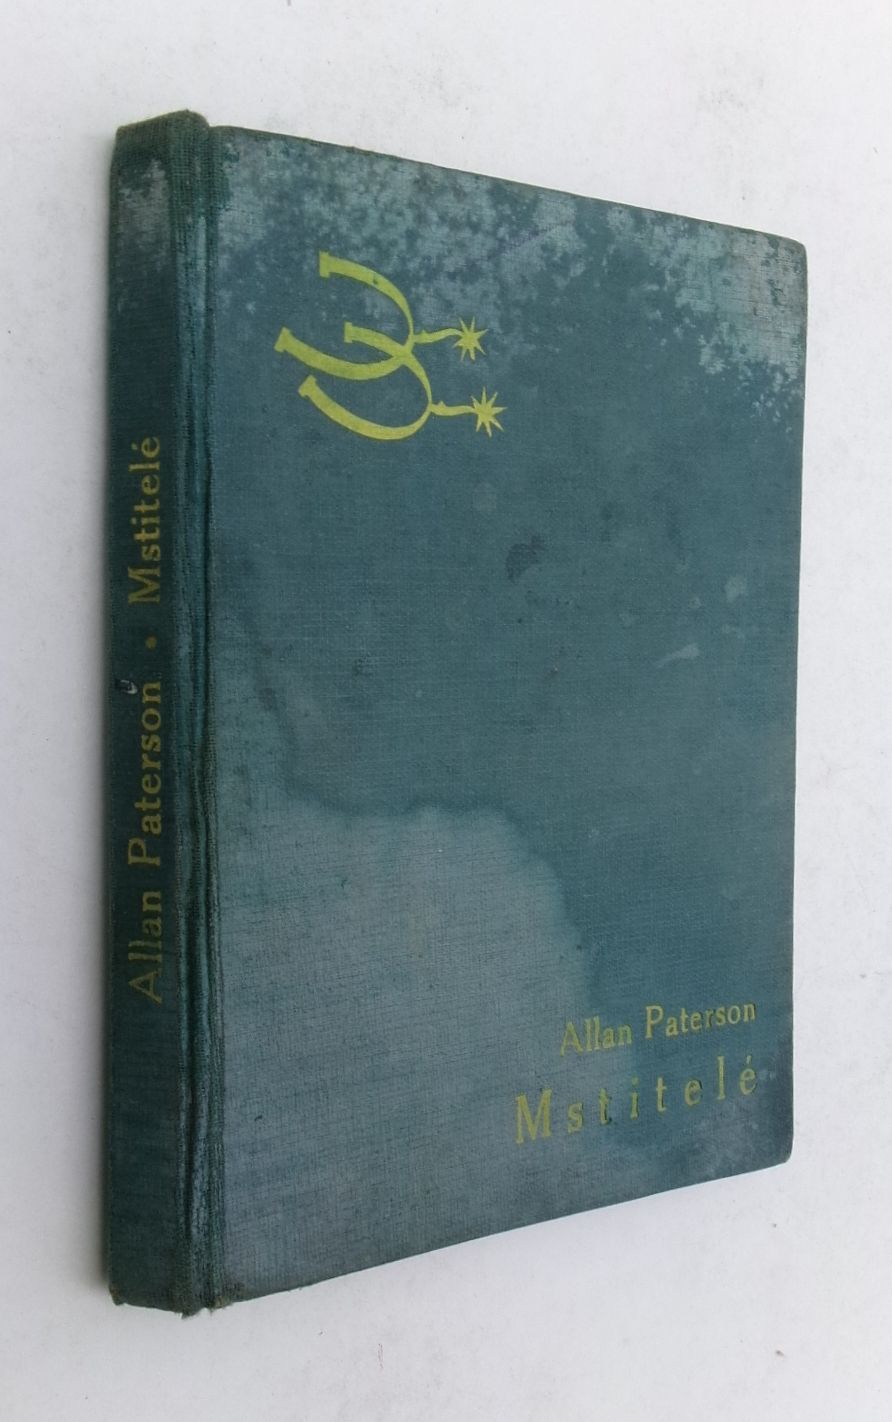 Allan Paterson • Mstitelé
Allan Paterson
Mstitelé